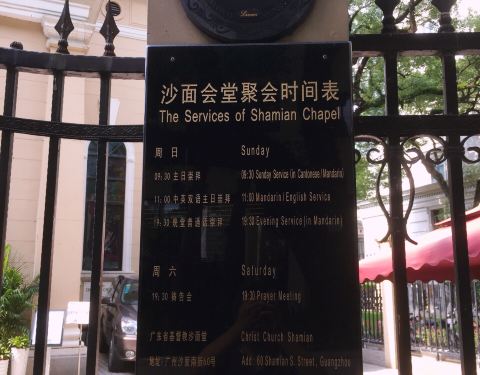 沙面会堂聚会时间表
The Services of Shamian Chapel
周 日 Sunday
09:30 主日崇拜 09:30 Sunday Service (in Cantonese/Mandarin)
11:00 中英双语主日崇拜 11:00 Mandarin/English Service
19:30 晚堂普通话崇拜 19:30 Evening Service (in Mandarin)
周 六 Saturday
19:30 祷告会 19:30 Prayer Meeting
广东省基督教沙面堂 Christ Church Shamian
地址: 广州沙面南街60号 Add: 60 Shamian S. Street, Guangzhou